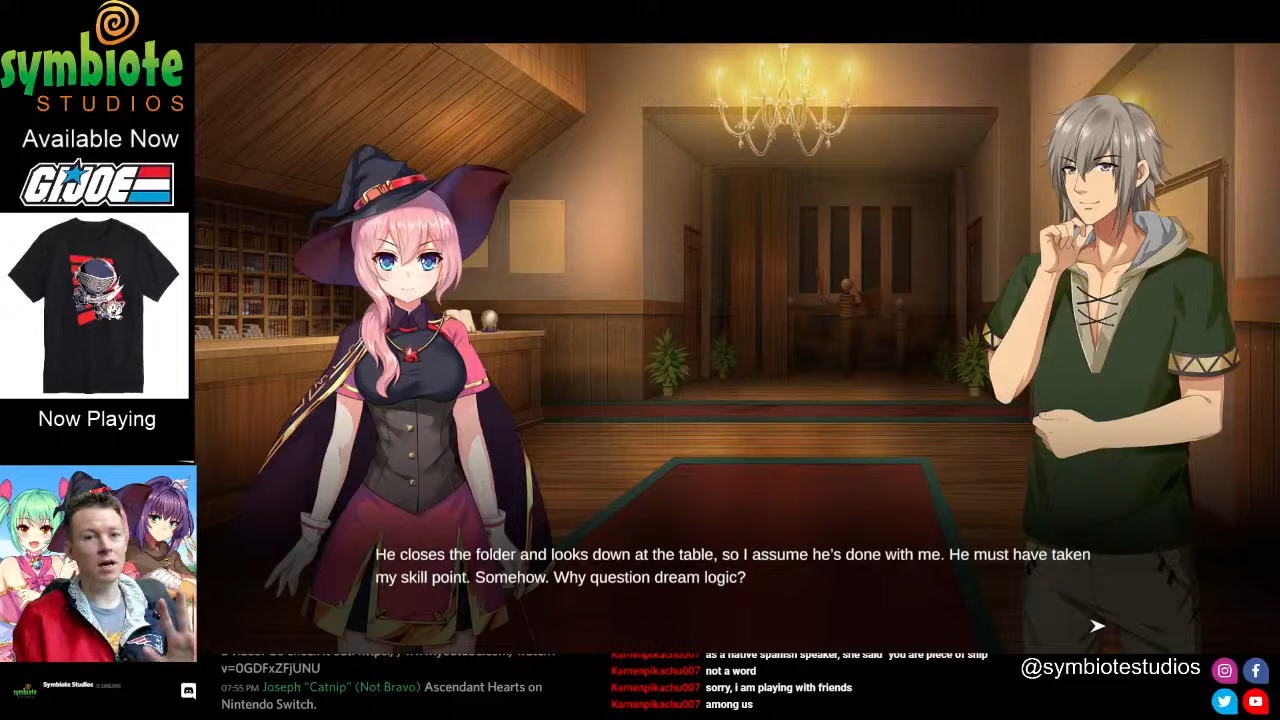 symbiote
STUDIOS
Available Now
G.I.JOE
Now Playing
He closes the folder and looks down at the table, so I assume he's done with me. He must have taken
my skill point. Somehow. Why question dream logic?
v=0GDFxZFjUNU
07:55 PM Joseph "Catnip" (Not Bravo) Ascendant Hearts on
Nintendo Switch.
Kamenpikachu007 as a native spanish speaker, she said "you are piece of ship
Kamenpikachu007 not a word
Kamenpikachu007 sorry, i am playing with friends
Kamenpikachu007 among us
@symbiotestudios
Symbiote Studios